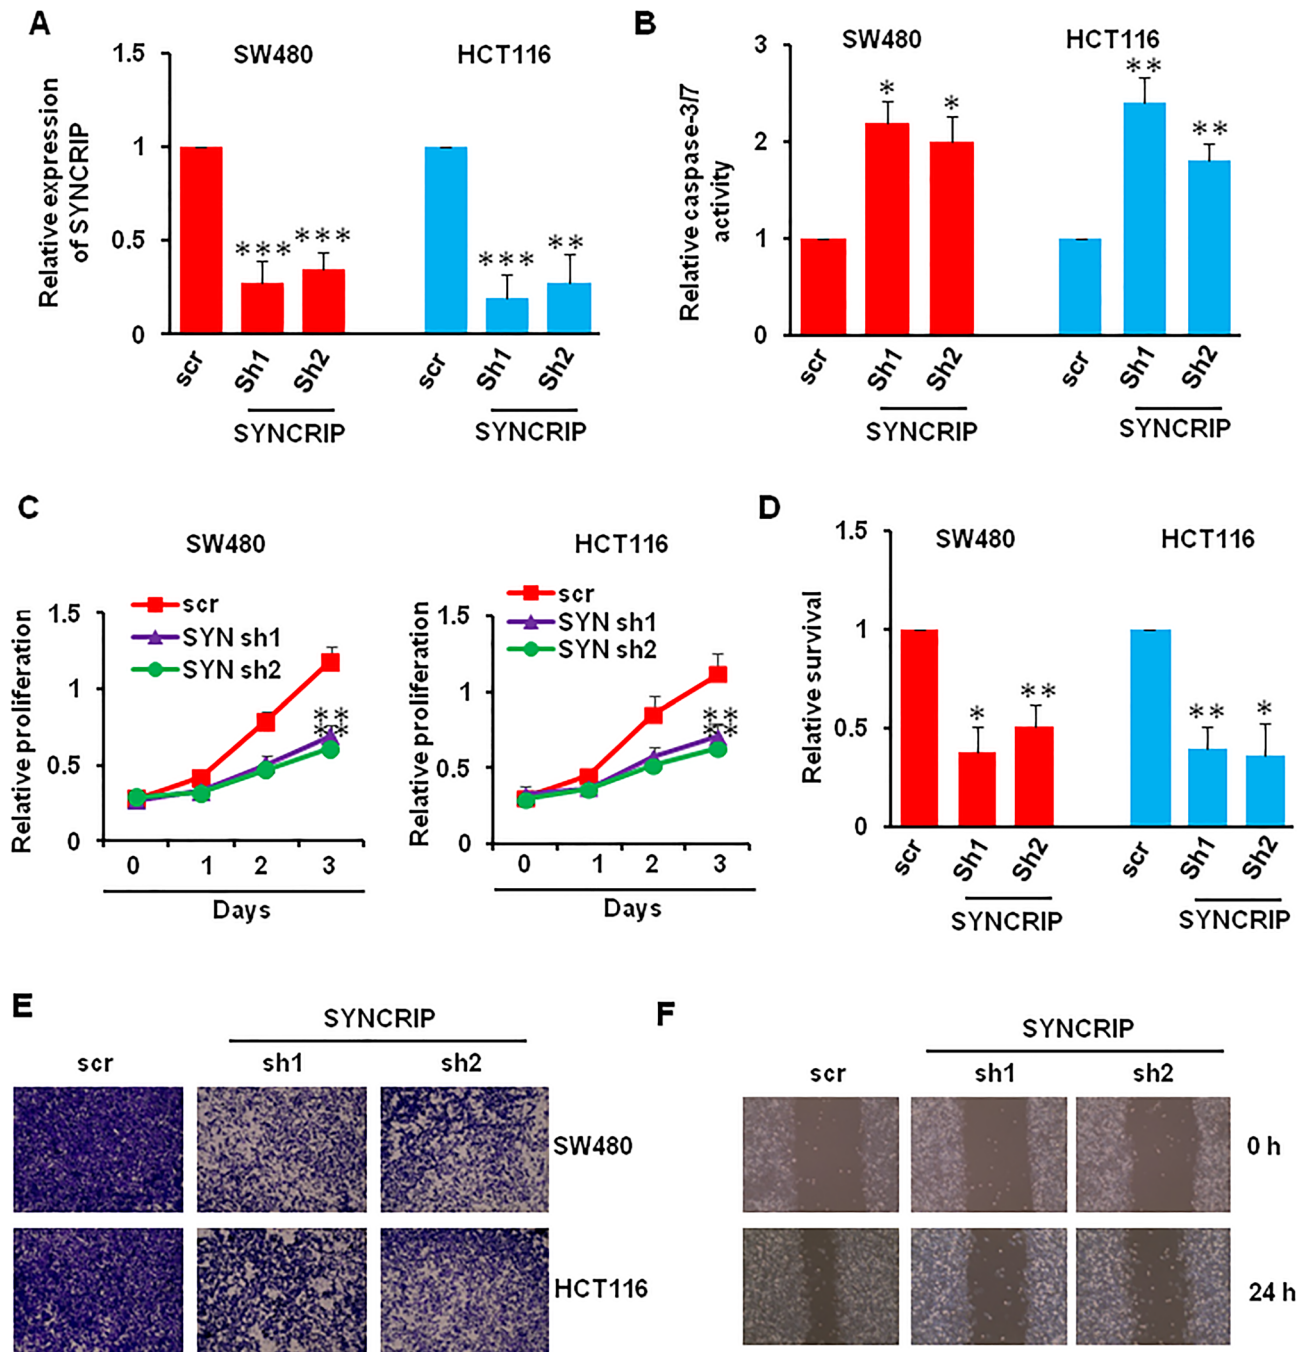 A
SW480
HCT116
Relative expression
of SYNCRIP
1.5
1
0.5
0
***
***
***
**
scr
Sh1
Sh2
scr
Sh1
Sh2
SYNCRIP
SYNCRIP
B
SW480
HCT116
Relative caspase-3/7
activity
3
2
1
0
*
*
**
**
scr
Sh1
Sh2
scr
Sh1
Sh2
SYNCRIP
SYNCRIP
C
SW480
Relative proliferation
1.5
1
0.5
0
scr
SYN sh1
SYN sh2
**
**
0 1 2 3
Days
HCT116
Relative proliferation
1.5
1
0.5
0
scr
SYN sh1
SYN sh2
**
**
0 1 2 3
Days
D
SW480
HCT116
Relative survival
1.5
1
0.5
0
*
**
**
*
scr
Sh1
Sh2
scr
Sh1
Sh2
SYNCRIP
SYNCRIP
E
SYNCRIP
scr sh1 sh2
SW480
HCT116
F
SYNCRIP
scr sh1 sh2
0 h
24 h